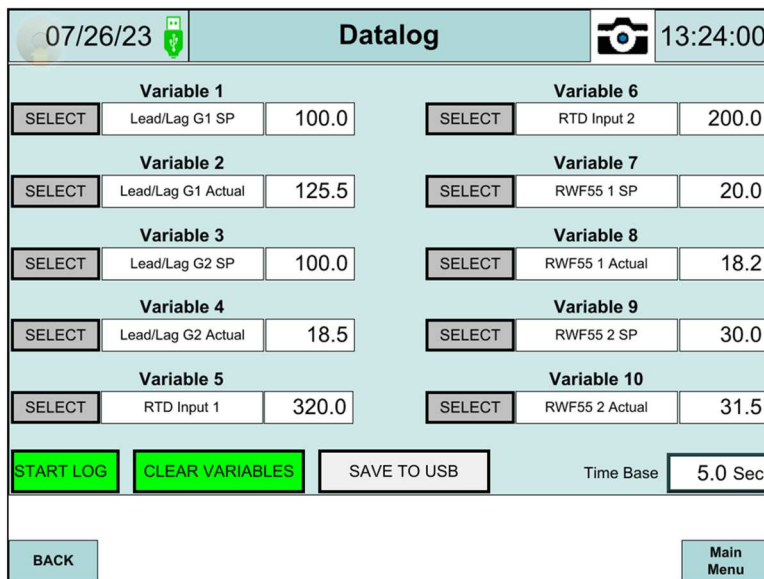 07/26/23 Datalog 13:24:00
Variable 1 Variable 6
SELECT Lead/Lag G1 SP 100.0 SELECT RTD Input 2 200.0
Variable 2 Variable 7
SELECT Lead/Lag G1 Actual 125.5 SELECT RWF55 1 SP 20.0
Variable 3 Variable 8
SELECT Lead/Lag G2 SP 100.0 SELECT RWF55 1 Actual 18.2
Variable 4 Variable 9
SELECT Lead/Lag G2 Actual 18.5 SELECT RWF55 2 SP 30.0
Variable 5 Variable 10
SELECT RTD Input 1 320.0 SELECT RWF55 2 Actual 31.5
START LOG CLEAR VARIABLES SAVE TO USB Time Base 5.0 Sec
BACK Main
Menu